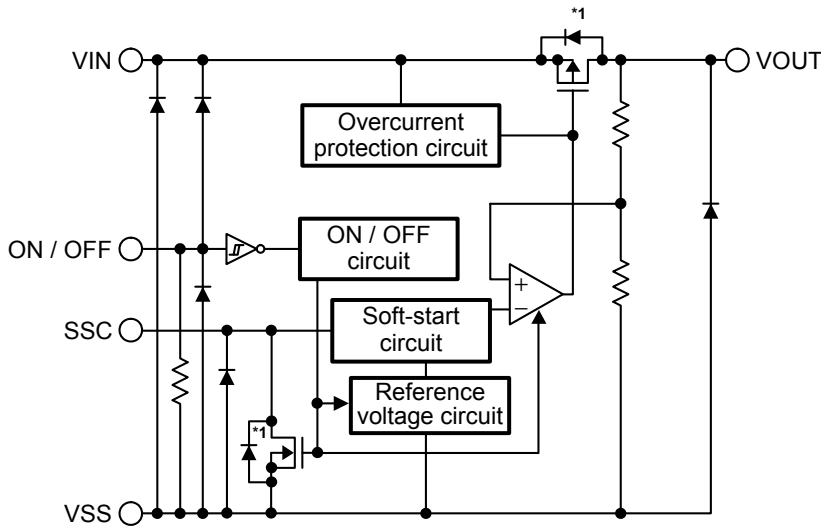 *1
VIN
VOUT
Overcurrent
protection circuit
ON / OFF
ON / OFF
circuit
+
−
SSC
Soft-start
circuit
Reference
voltage circuit
*1
VSS